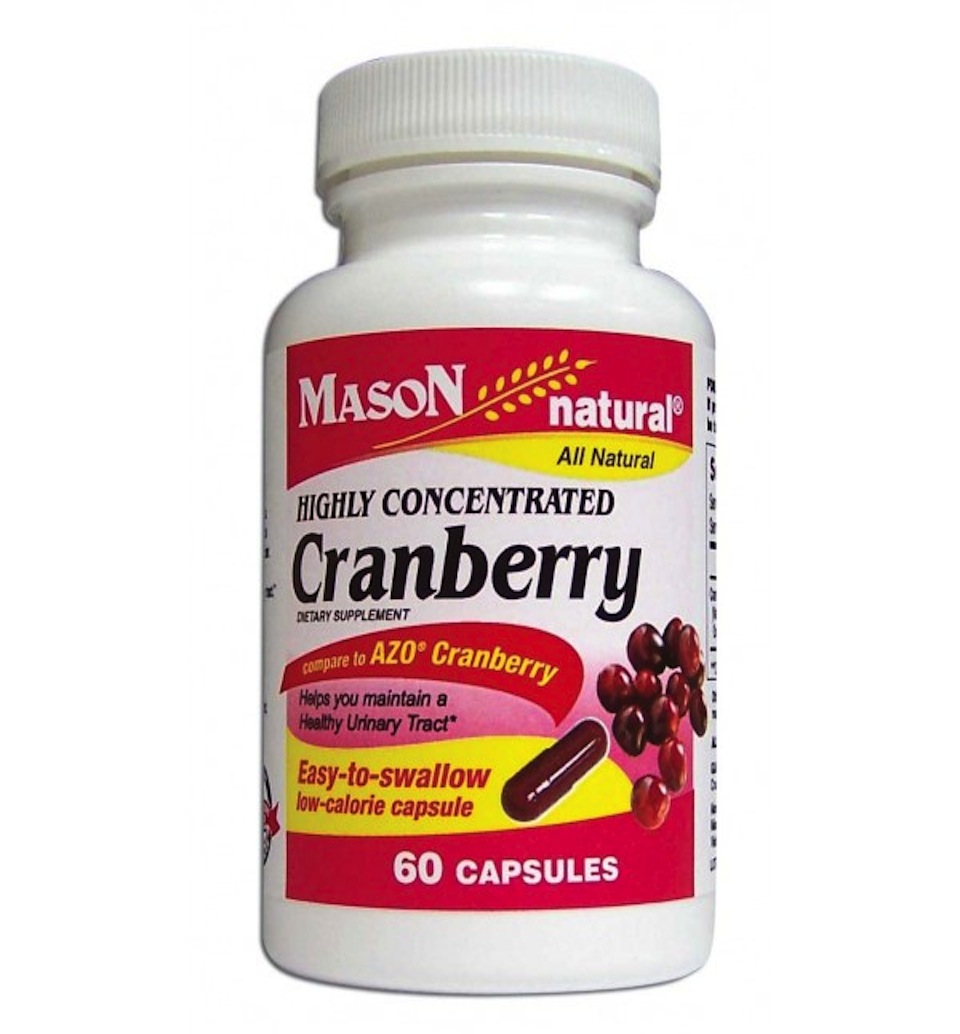 MASON natural®
All Natural
HIGHLY CONCENTRATED
Cranberry
DIETARY SUPPLEMENT
compare to AZO® Cranberry
Helps you maintain a
Healthy Urinary Tract*
Easy-to-swallow
low-calorie capsule
60 CAPSULES